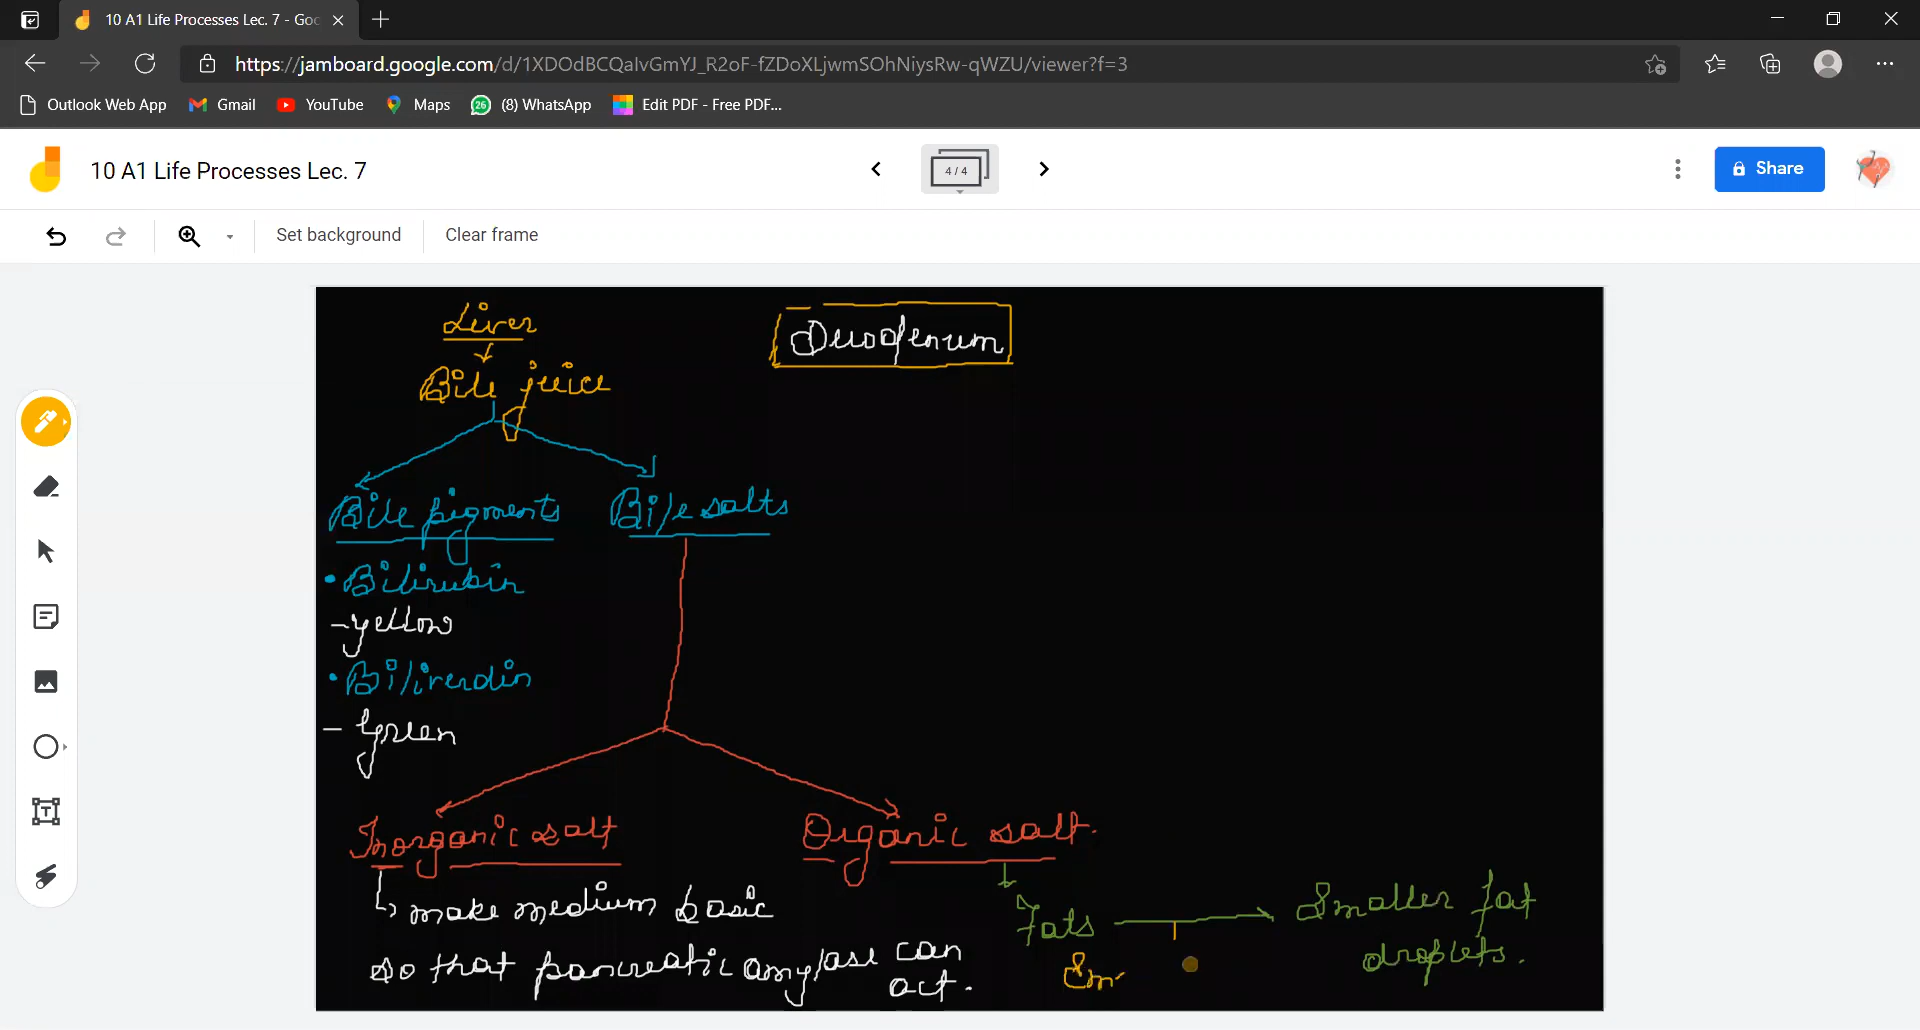 10 A1 Life Processes Lec. 7 - Goo
https://jamboard.google.com/d/1XDOdBCQaIvGmYJ_R2oF-fZDoXLjwmSOhNiysRw-qWZU/viewer?f=3
Outlook Web App Gmail YouTube Maps 26 (8) WhatsApp Edit PDF - Free PDF...
10 A1 Life Processes Lec. 7
4 / 4
Share
Set background Clear frame
Liver
Duodenum
Bile juice
Bile pigments Bile salts
• Bilirubin
- yellow
• Biliverdin
- Green
Inorganic salt Organic salt.
make medium basic
Fats Smaller fat
droplets.
so that pancreatic amylase can
act.
Em